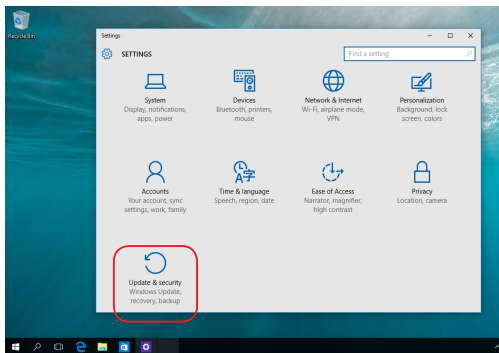 Recycle Bin
Settings
SETTINGS
Find a setting
System
Display, notifications,
apps, power
Devices
Bluetooth, printers,
mouse
Network & Internet
Wi-Fi, airplane mode,
VPN
Personalization
Background, lock
screen, colors
Accounts
Your account, sync
settings, work, family
A字
Time & language
Speech, region, date
Ease of Access
Narrator, magnifier,
high contrast
Privacy
Location, camera
Update & security
Windows Update,
recovery, backup